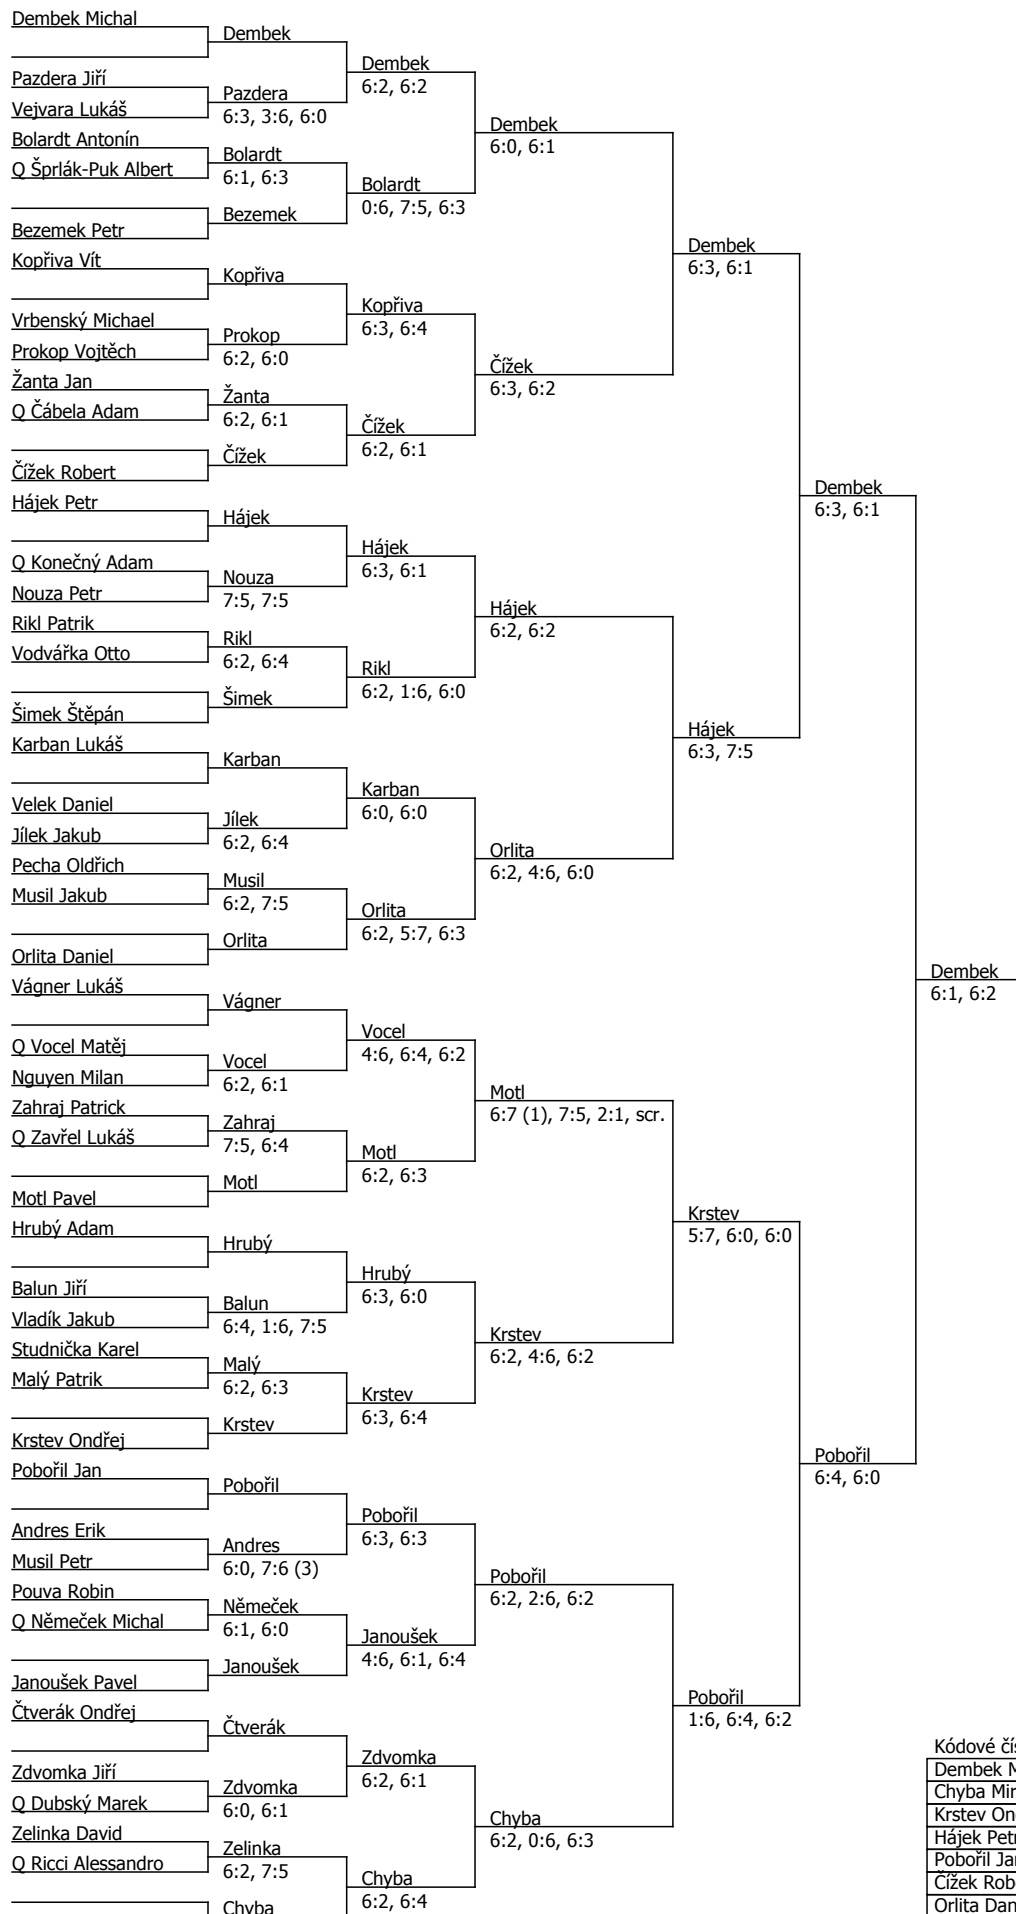 Dembek Michal
Pazdera Jiří
Vejvara Lukáš
Bolardt Antonín
Q Šprlák-Puk Albert
Bezemek Petr
Kopřiva Vít
Vrbenský Michael
Prokop Vojtěch
Žanta Jan
Q Čábela Adam
Čížek Robert
Hájek Petr
Q Konečný Adam
Nouza Petr
Rikl Patrik
Vodvářka Otto
Šimek Štěpán
Karban Lukáš
Velek Daniel
Jílek Jakub
Pecha Oldřich
Musil Jakub
Orlita Daniel
Vágner Lukáš
Q Vocel Matěj
Nguyen Milan
Zahraj Patrick
Q Zavřel Lukáš
Motl Pavel
Hrubý Adam
Balun Jiří
Vladík Jakub
Studnička Karel
Malý Patrik
Krstev Ondřej
Pobořil Jan
Andres Erik
Musil Petr
Pouva Robin
Q Němeček Michal
Janoušek Pavel
Čtverák Ondřej
Zdvomka Jiří
Q Dubský Marek
Zelinka David
Q Ricci Alessandro
Dembek
Pazdera
6:3, 3:6, 6:0
Bolardt
6:1, 6:3
Bezemek
Kopřiva
Prokop
6:2, 6:0
Žanta
6:2, 6:1
Čížek
Hájek
Nouza
7:5, 7:5
Rikl
6:2, 6:4
Šimek
Karban
Jílek
6:2, 6:4
Musil
6:2, 7:5
Orlita
Vágner
Vocel
6:2, 6:1
Zahraj
7:5, 6:4
Motl
Hrubý
Balun
6:4, 1:6, 7:5
Malý
6:2, 6:3
Krstev
Pobořil
Andres
6:0, 7:6 (3)
Němeček
6:1, 6:0
Janoušek
Čtverák
Zdvomka
6:0, 6:1
Zelinka
6:2, 7:5
Chyba
Dembek
6:2, 6:2
Bolardt
0:6, 7:5, 6:3
Kopřiva
6:3, 6:4
Čížek
6:2, 6:1
Hájek
6:3, 6:1
Rikl
6:2, 1:6, 6:0
Karban
6:0, 6:0
Orlita
6:2, 5:7, 6:3
Vocel
4:6, 6:4, 6:2
Motl
6:2, 6:3
Hrubý
6:3, 6:0
Krstev
6:3, 6:4
Pobořil
6:3, 6:3
Janoušek
4:6, 6:1, 6:4
Zdvomka
6:2, 6:1
Chyba
6:2, 6:4
Dembek
6:0, 6:1
Čížek
6:3, 6:2
Hájek
6:2, 6:2
Orlita
6:2, 4:6, 6:0
Motl
6:7 (1), 7:5, 2:1, scr.
Krstev
6:2, 4:6, 6:2
Pobořil
6:2, 2:6, 6:2
Chyba
6:2, 0:6, 6:3
Dembek
6:3, 6:1
Hájek
6:3, 7:5
Krstev
5:7, 6:0, 6:0
Pobořil
1:6, 6:4, 6:2
Dembek
6:3, 6:1
Pobořil
6:4, 6:0
Dembek
6:1, 6:2
Kódové
Dembek
Chyba
Krstev
Hájek
Pobořil
Čížek
Orlita